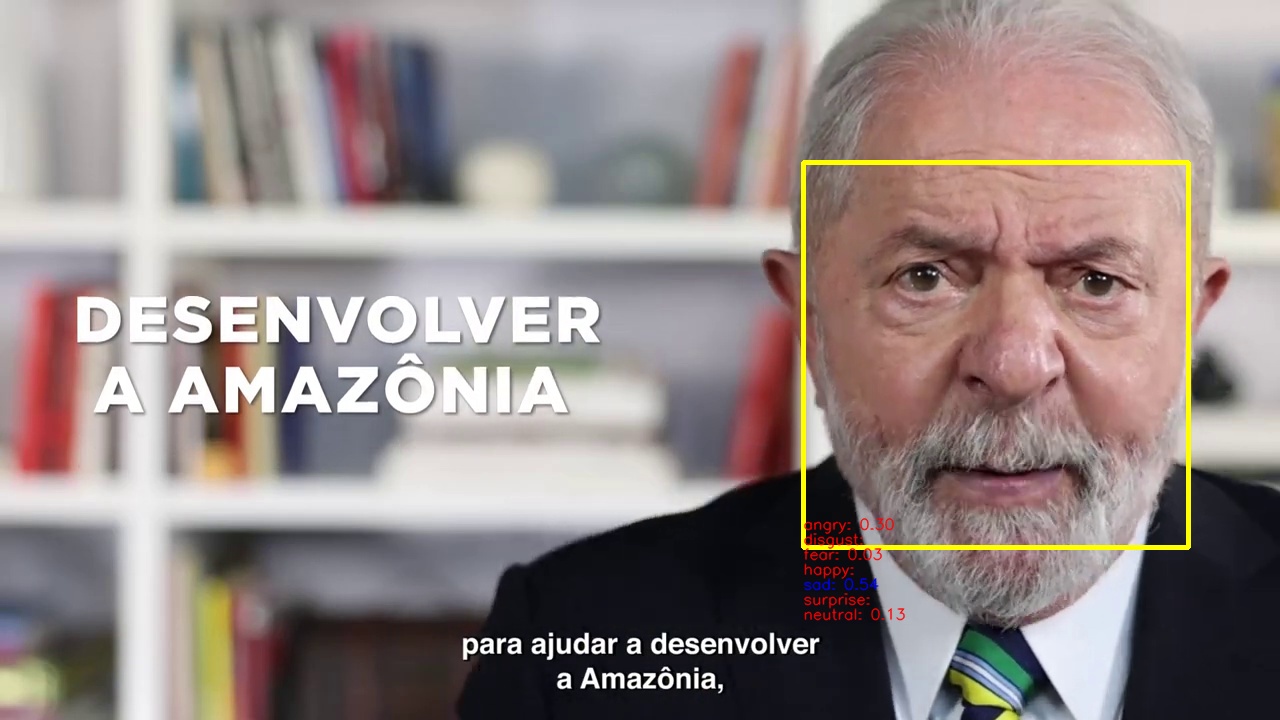 DESENVOLVER
A AMAZÔNIA
angry: 0.30
disgust:
fear: 0.03
happy:
sad: 0.54
surprise:
neutral: 0.13
para ajudar a desenvolver
a Amazônia,